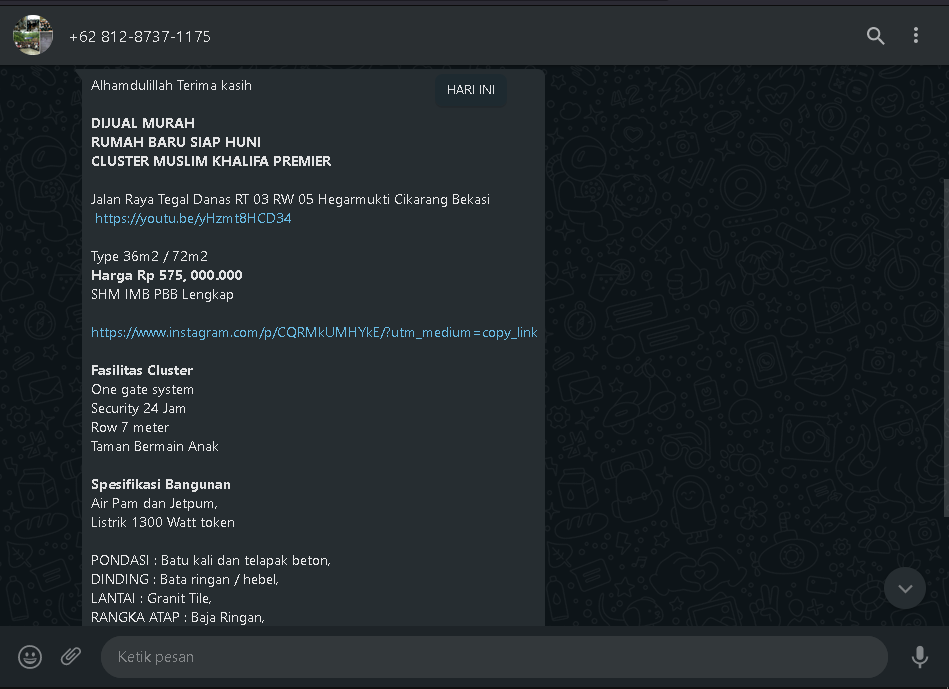 +62 812-8737-1175
HARI INI
Alhamdulillah Terima kasih
DIJUAL MURAH
RUMAH BARU SIAP HUNI
CLUSTER MUSLIM KHALIFA PREMIER
Jalan Raya Tegal Danas RT 03 RW 05 Hegarmukti Cikarang Bekasi
https://youtu.be/yHzmt8HCD34
Type 36m2 / 72m2
Harga Rp 575, 000.000
SHM IMB PBB Lengkap
https://www.instagram.com/p/CQRMkUMHYkE/?utm_medium=copy_link
Fasilitas Cluster
One gate system
Security 24 Jam
Row 7 meter
Taman Bermain Anak
Spesifikasi Bangunan
Air Pam dan Jetpum,
Listrik 1300 Watt token
PONDASI : Batu kali dan telapak beton,
DINDING : Bata ringan / hebel,
LANTAI : Granit Tile,
RANGKA ATAP : Baja Ringan,
Ketik pesan